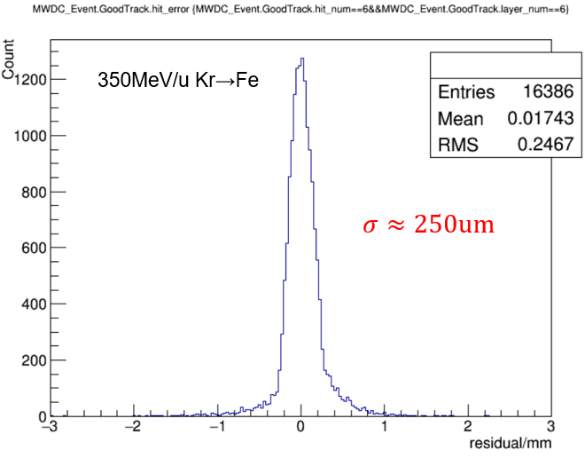 MWDC_Event.GoodTrack.hit_error {MWDC_Event.GoodTrack.hit_num==6&&MWDC_Event.GoodTrack.layer_num==6}
Count
350MeV/u Kr→Fe
Entries 16386
Mean 0.01743
RMS 0.2467
σ ≈ 250um
1200
1000
800
600
400
200
0
−3 −2 −1 0 1 2 3
residual/mm